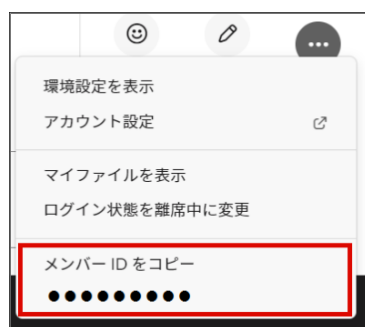 環境設定を表示
アカウント設定
マイファイルを表示
ログイン状態を離席中に変更
メンバー ID をコピー
●●●●●●●●●